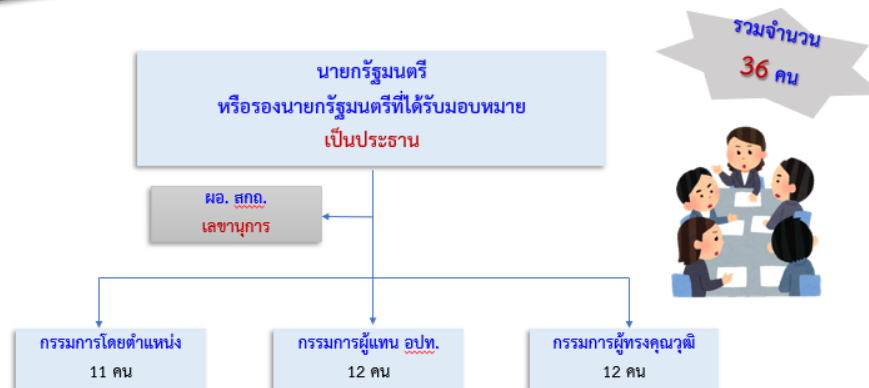 รวมจำนวน
36 คน
นายกรัฐมนตรี
หรือรองนายกรัฐมนตรีที่ได้รับมอบหมาย
เป็นประธาน
ผอ. สกถ.
เลขานุการ
กรรมการโดยตำแหน่ง
11 คน
กรรมการผู้แทน อปท.
12 คน
กรรมการผู้ทรงคุณวุฒิ
12 คน